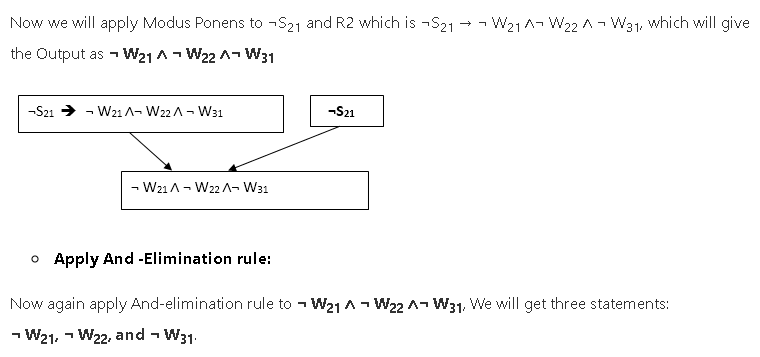 Now we will apply Modus Ponens to ¬S₂₁ and R2 which is ¬S₂₁ → ¬ W₂₁ ∧¬ W₂₂ ∧ ¬ W₃₁, which will give
the Output as ¬ W₂₁ ∧ ¬ W₂₂ ∧¬ W₃₁
¬S₂₁ ➔ ¬ W₂₁ ∧¬ W₂₂ ∧ ¬ W₃₁
¬S₂₁
¬ W₂₁ ∧ ¬ W₂₂ ∧¬ W₃₁
○ Apply And -Elimination rule:
Now again apply And-elimination rule to ¬ W₂₁ ∧ ¬ W₂₂ ∧¬ W₃₁, We will get three statements:
¬ W₂₁, ¬ W₂₂, and ¬ W₃₁.